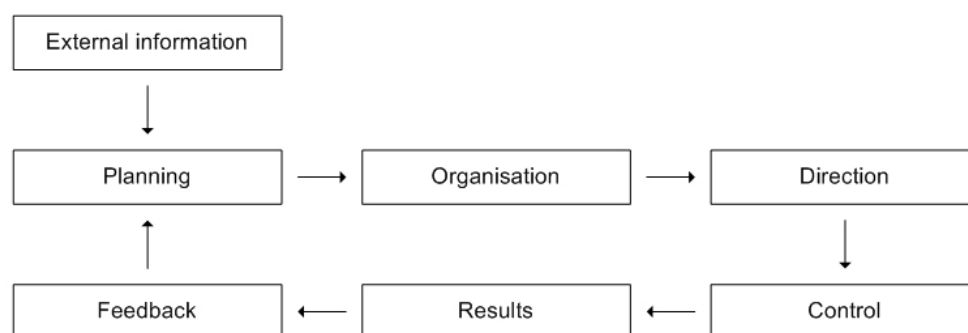 External information
Planning
Organisation
Direction
Feedback
Results
Control